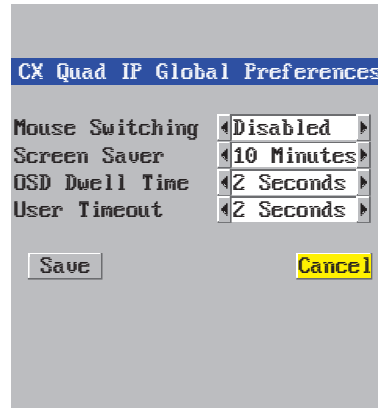 CX Quad IP Global Preferences
Mouse Switching Disabled
Screen Saver 10 Minutes
OSD Dwell Time 2 Seconds
User Timeout 2 Seconds
Save Cancel